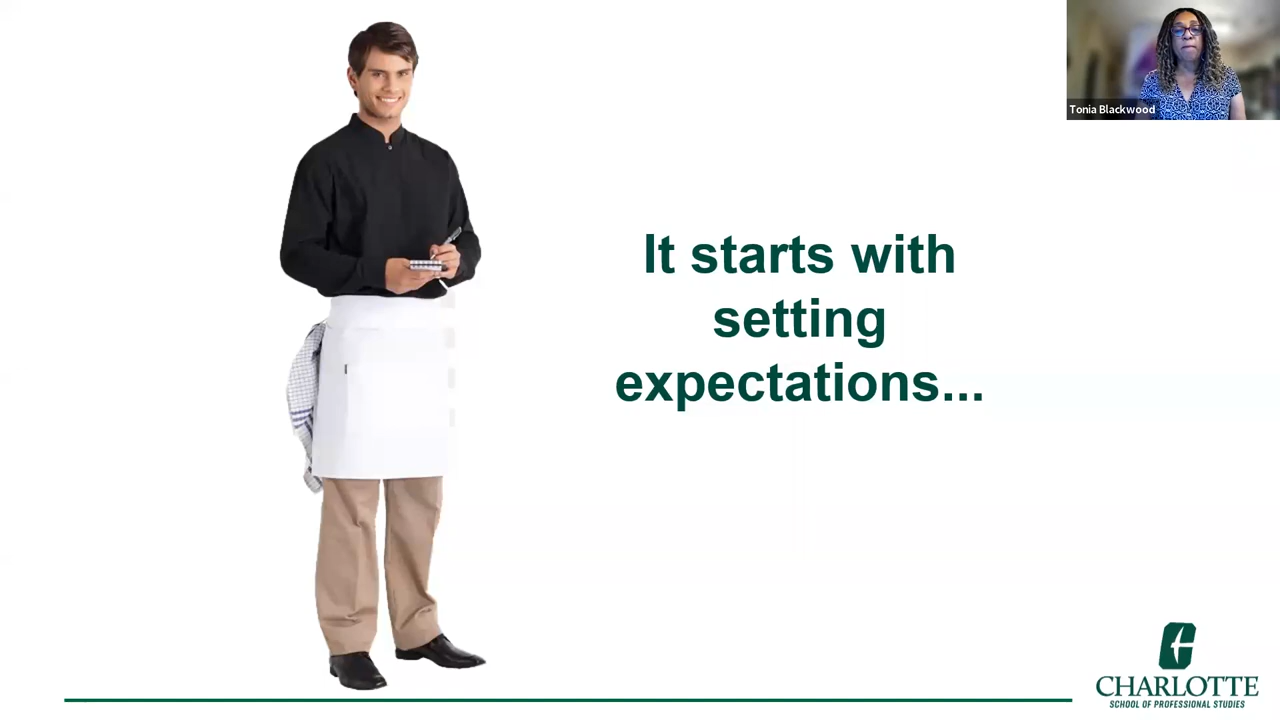 Tonia Blackwood
It starts with
setting
expectations...
CHARLOTTE
SCHOOL OF PROFESSIONAL STUDIES